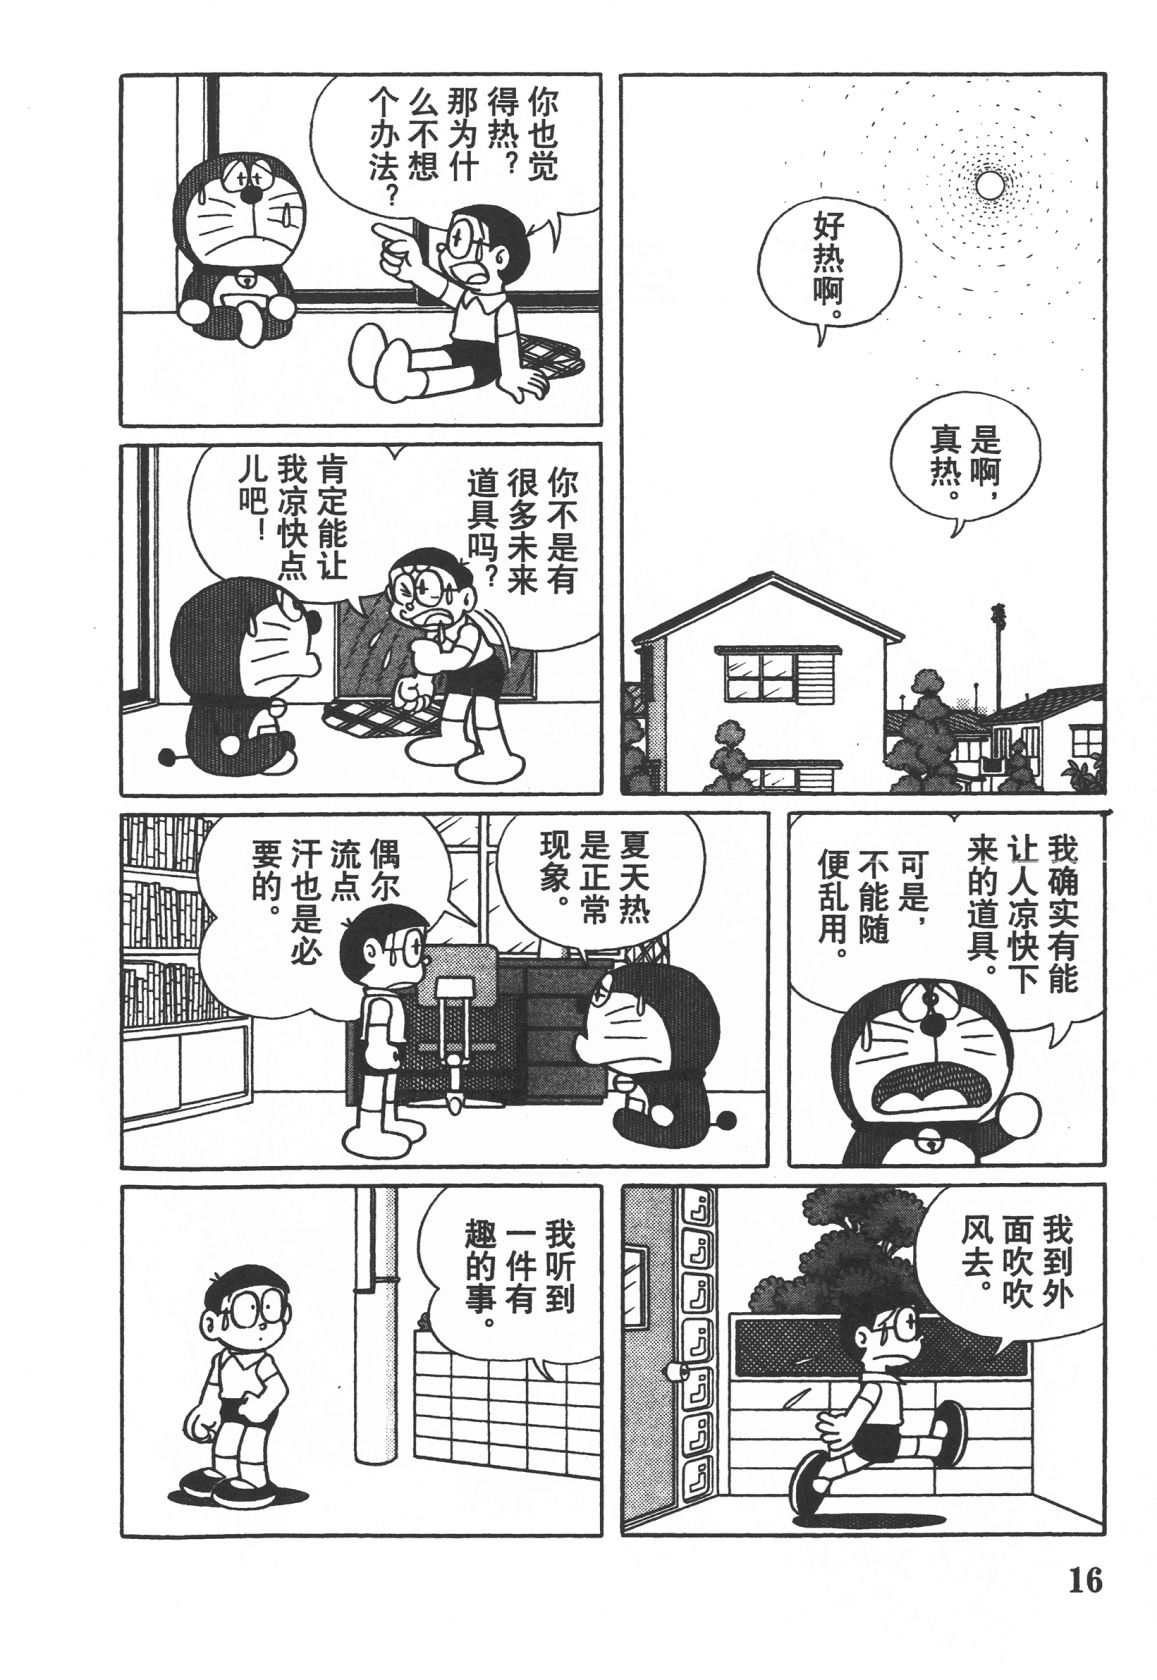 好热啊。
是啊，
真热。
你也觉
得热？
那为什
么不想
个办法？
你不是有
很多未来
道具吗？
肯定能让
我凉快点
儿吧！
我确实有能
让人凉快下
来的道具。
可是，
不能随
便乱用。
夏天热
是正常
现象。
偶尔
流点
汗也是必
要的。
我到外
面吹吹
风去。
我听到
一件有
趣的事。
16